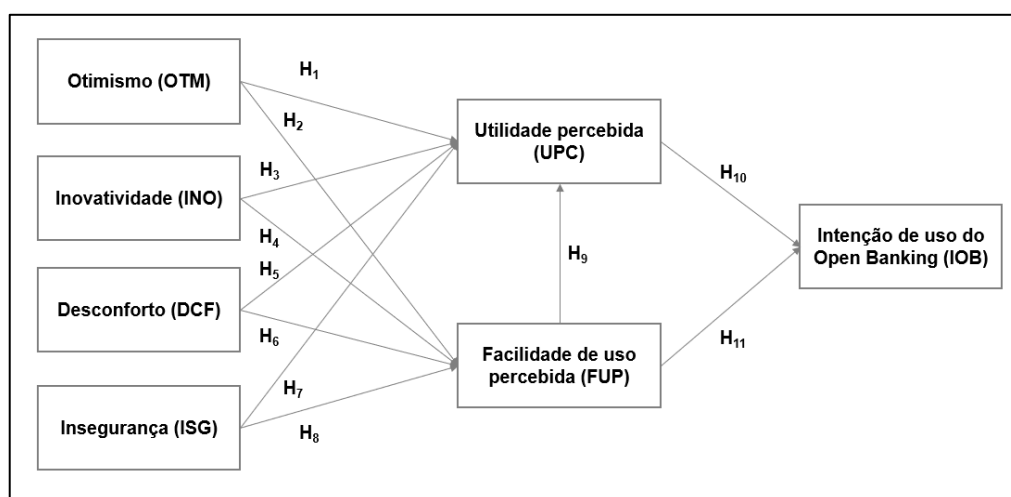 Otimismo (OTM)
H₁
H₂
Utilidade percebida
(UPC)
Inovatividade (INO)
H₃
H₄
H₁₀
Intenção de uso do
Open Banking (IOB)
H₉
Desconforto (DCF)
H₅
H₆
Facilidade de uso
percebida (FUP)
H₁₁
Insegurança (ISG)
H₇
H₈